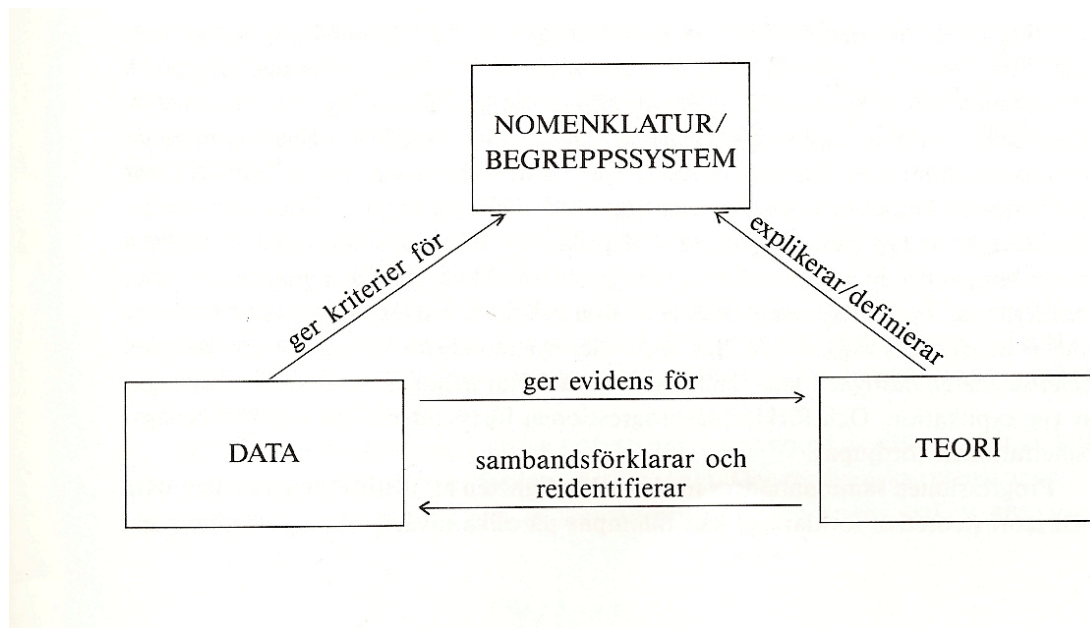 NOMENKLATUR/
BEGREPPSSYSTEM
ger kriterier för
explikerar/definierar
ger evidens för
DATA
TEORI
sambandsförklarar och
reidentifierar